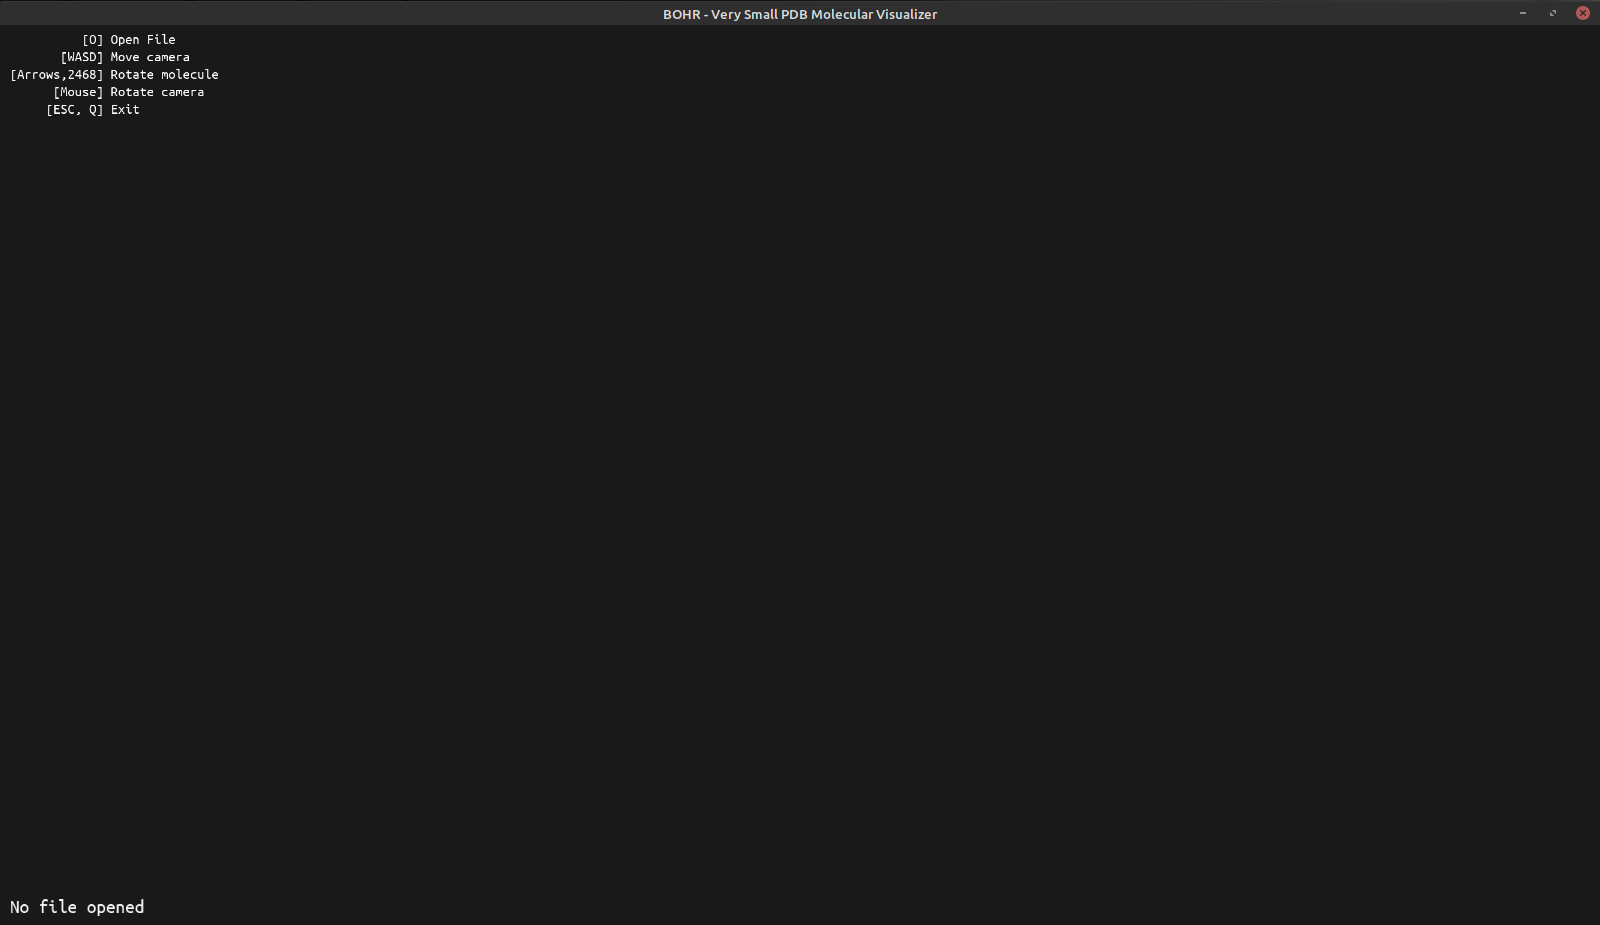 BOHR - Very Small PDB Molecular Visualizer
[O] Open File
[WASD] Move camera
[Arrows,2468] Rotate molecule
[Mouse] Rotate camera
[ESC, Q] Exit
No file opened